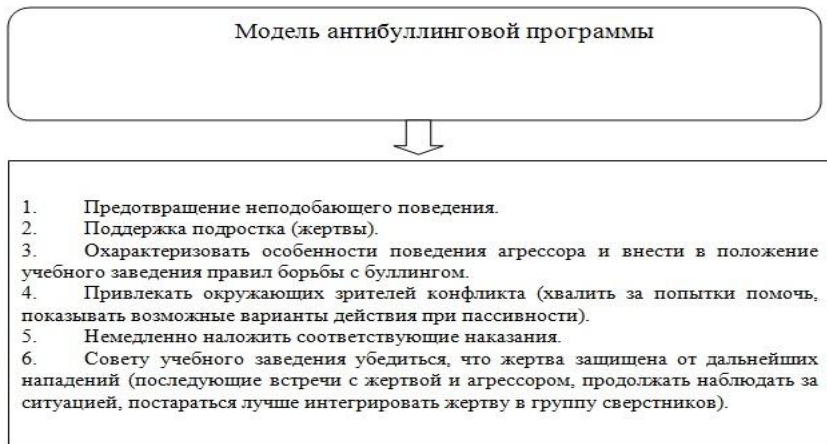 Модель антибуллинговой программы
1. Предотвращение неподобающего поведения.
2. Поддержка подростка (жертвы).
3. Охарактеризовать особенности поведения агрессора и внести в положение
учебного заведения правил борьбы с буллингом.
4. Привлекать окружающих зрителей конфликта (хвалить за попытки помочь,
показывать возможные варианты действия при пассивности).
5. Немедленно наложить соответствующие наказания.
6. Совету учебного заведения убедиться, что жертва защищена от дальнейших
нападений (последующие встречи с жертвой и агрессором, продолжать наблюдать за
ситуацией, постараться лучше интегрировать жертву в группу сверстников).